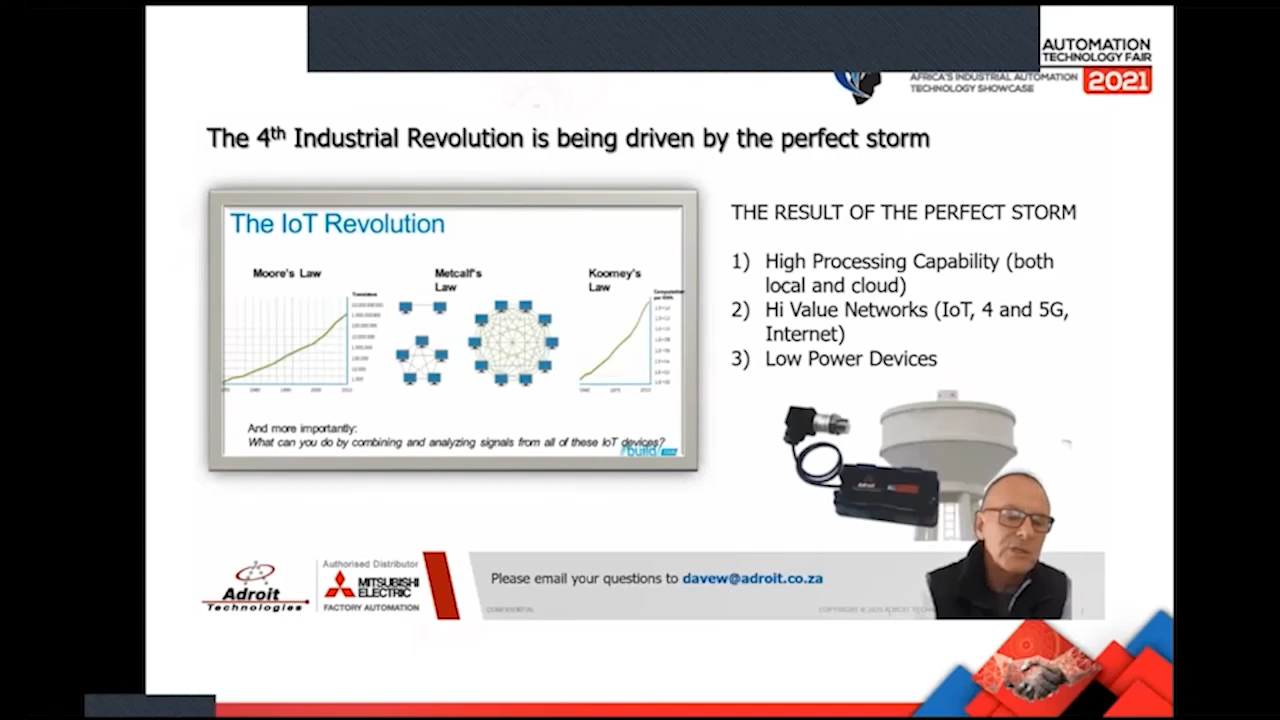 AUTOMATION
TECHNOLOGY FAIR
AFRICA'S INDUSTRIAL AUTOMATION
TECHNOLOGY SHOWCASE
2021
The 4th Industrial Revolution is being driven by the perfect storm
The IoT Revolution
Moore's Law
Metcalf's
Law
Koomey's
Law
And more importantly:
What can you do by combining and analyzing signals from all of these IoT devices?
//build/
THE RESULT OF THE PERFECT STORM
1) High Processing Capability (both
local and cloud)
2) Hi Value Networks (IoT, 4 and 5G,
Internet)
3) Low Power Devices
Adroit
Adroit
Technologies
Authorised Distributor
MITSUBISHI
ELECTRIC
FACTORY AUTOMATION
Please email your questions to davew@adroit.co.za
CONFIDENTIAL